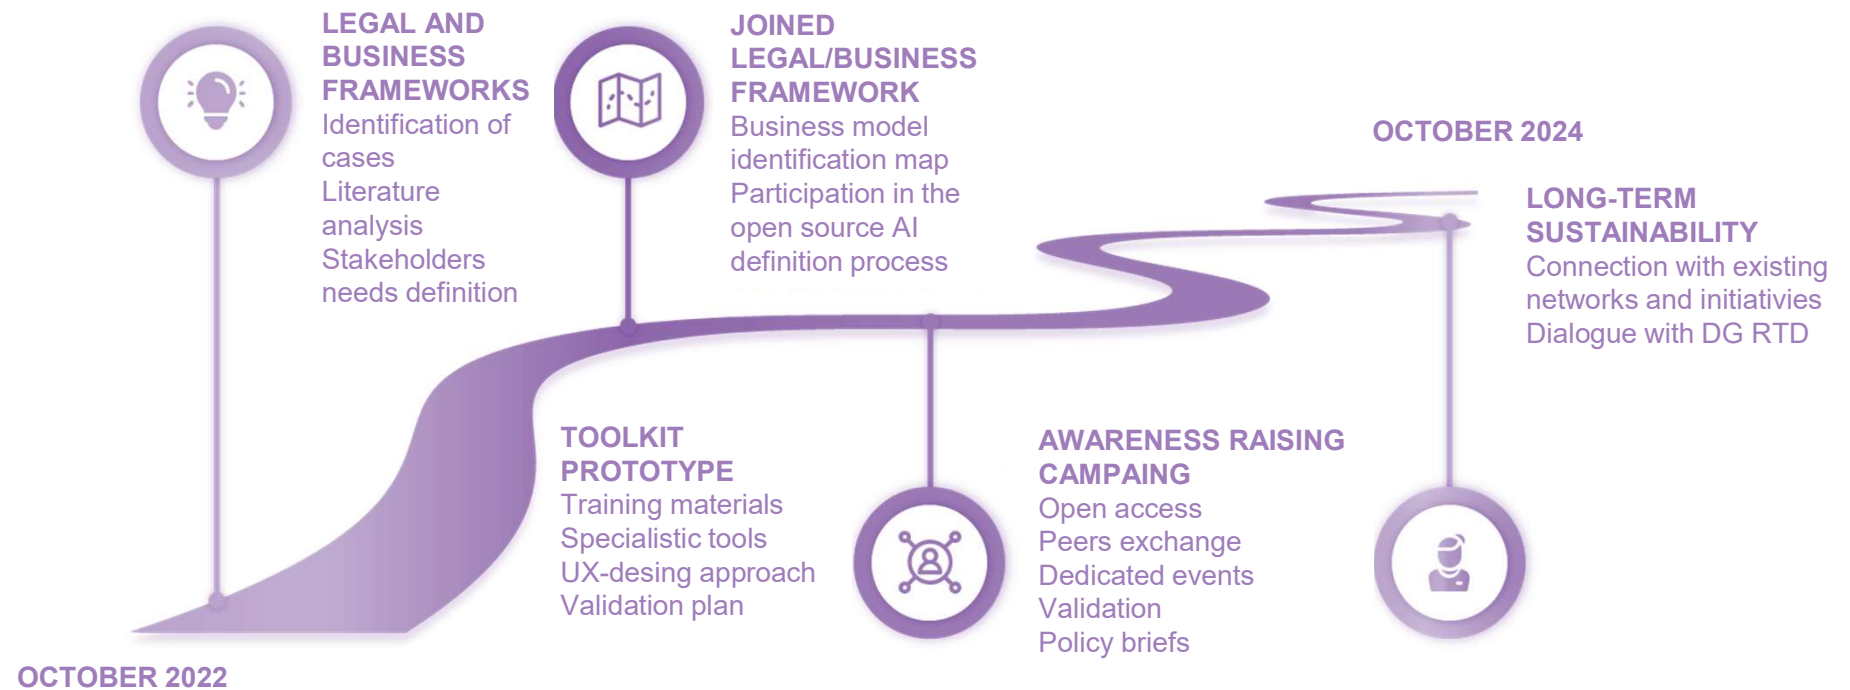 LEGAL AND
BUSINESS
FRAMEWORKS
Identification of
cases
Literature
analysis
Stakeholders
needs definition
JOINED
LEGAL/BUSINESS
FRAMEWORK
Business model
identification map
Participation in the
open source AI
definition process
OCTOBER 2024
LONG-TERM
SUSTAINABILITY
Connection with existing
networks and initiativies
Dialogue with DG RTD
TOOLKIT
PROTOTYPE
Training materials
Specialistic tools
UX-desing approach
Validation plan
AWARENESS RAISING
CAMPAING
Open access
Peers exchange
Dedicated events
Validation
Policy briefs
OCTOBER 2022